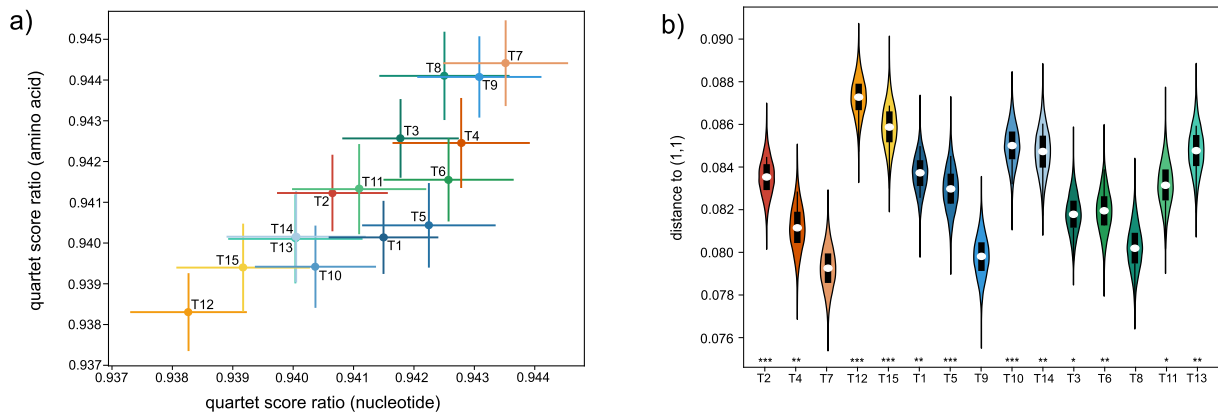 a)
quartet score ratio (amino acid)
0.945
0.944
0.943
0.942
0.941
0.940
0.939
0.938
0.937
T7
T8
T9
T3
T4
T6
T11
T2
T5
T14
T1
T13
T15
T10
T12
0.937 0.938 0.939 0.940 0.941 0.942 0.943 0.944
quartet score ratio (nucleotide)
b)
distance to (1,1)
0.090
0.088
0.086
0.084
0.082
0.080
0.078
0.076
*** ** *** *** ** *** *** ** * ** * **
T2 T4 T7 T12 T15 T1 T5 T9 T10 T14 T3 T6 T8 T11 T13